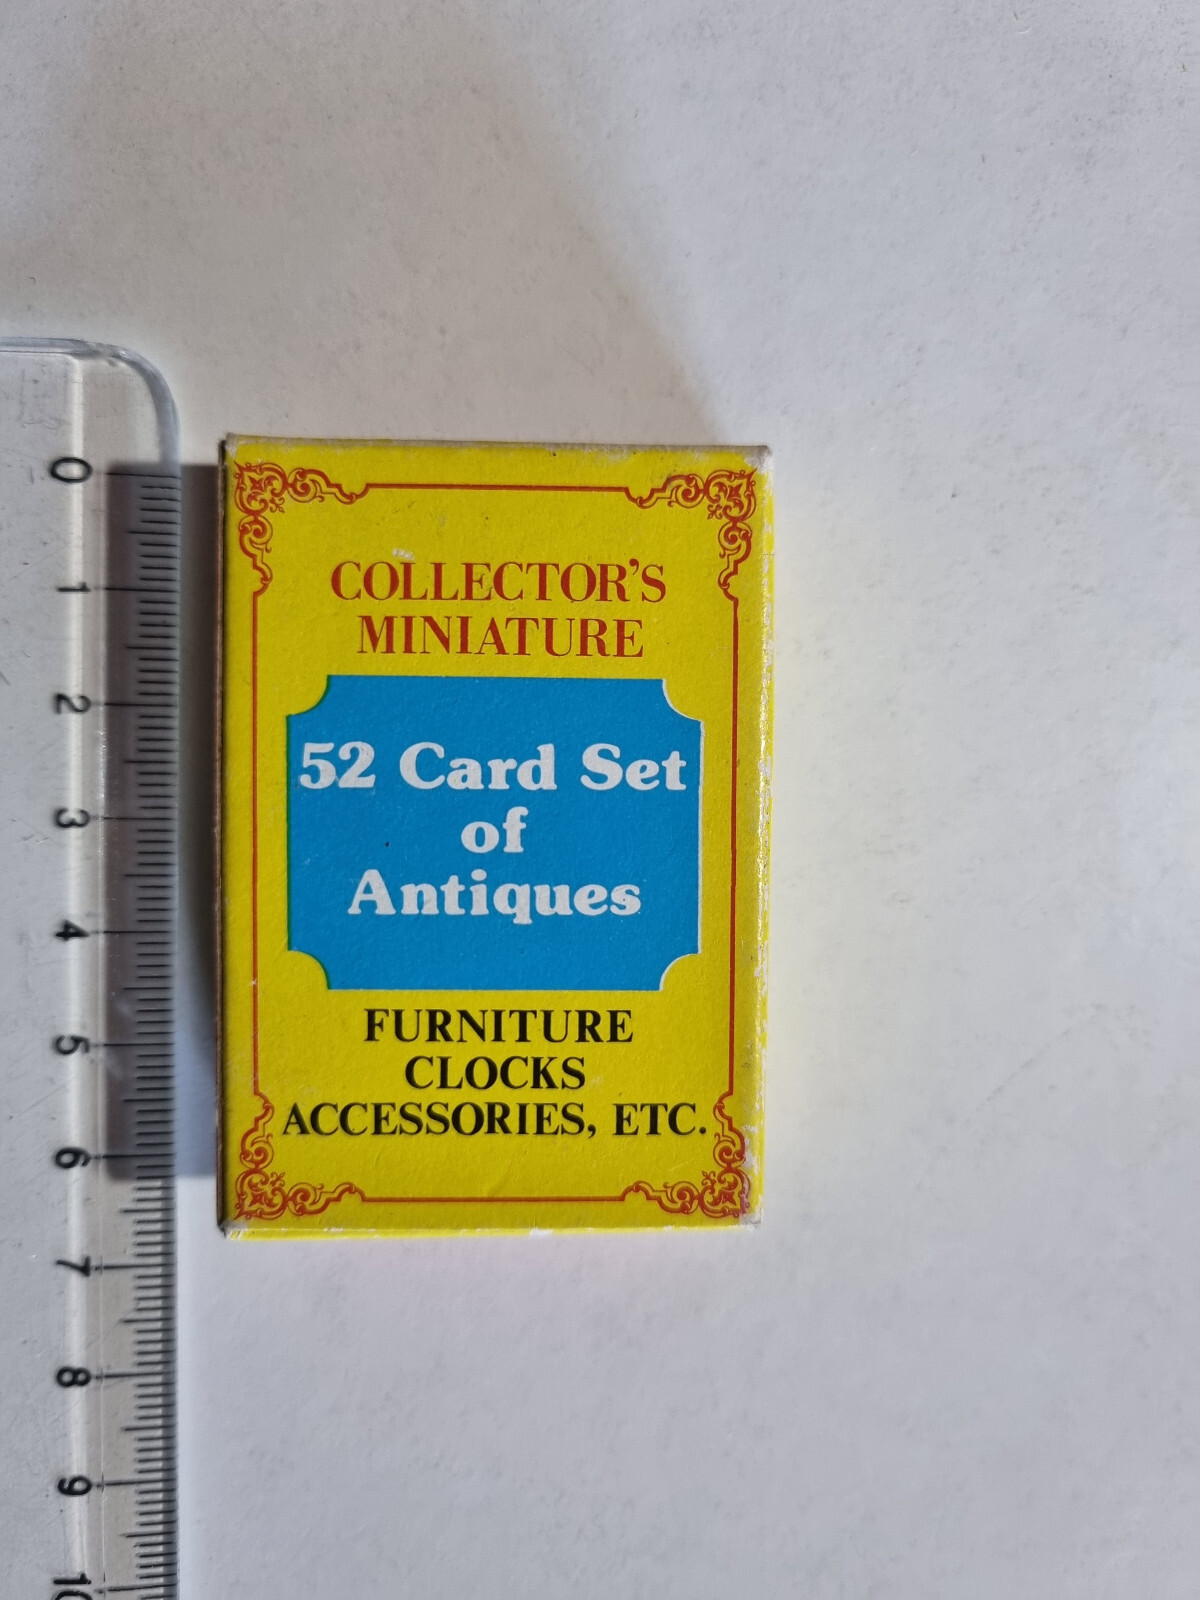 COLLECTOR'S
MINIATURE
52 Card Set
of
Antiques
FURNITURE
CLOCKS
ACCESSORIES, ETC.
0
1
2
3
4
5
6
7
8
9
10